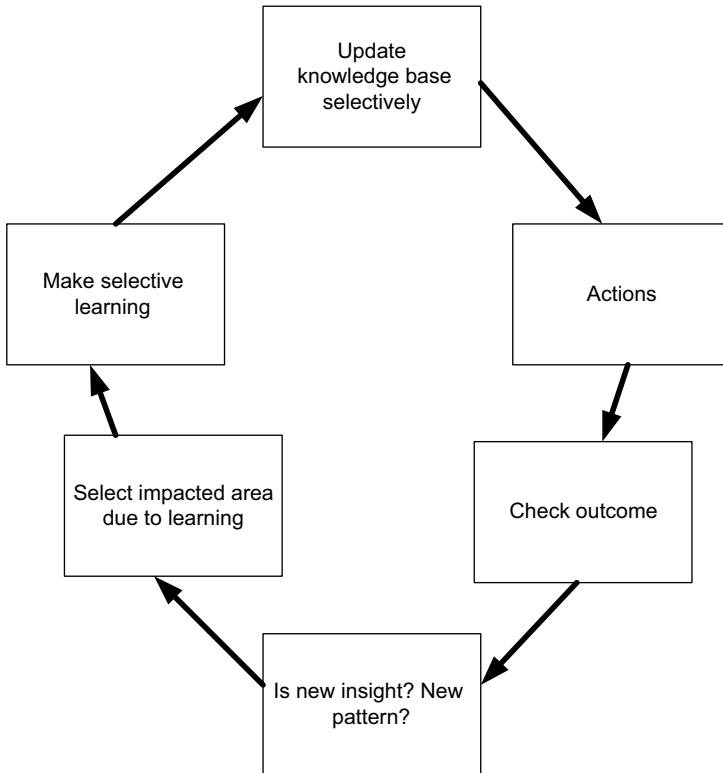 Update
knowledge base
selectively
Actions
Check outcome
Is new insight? New
pattern?
Select impacted area
due to learning
Make selective
learning